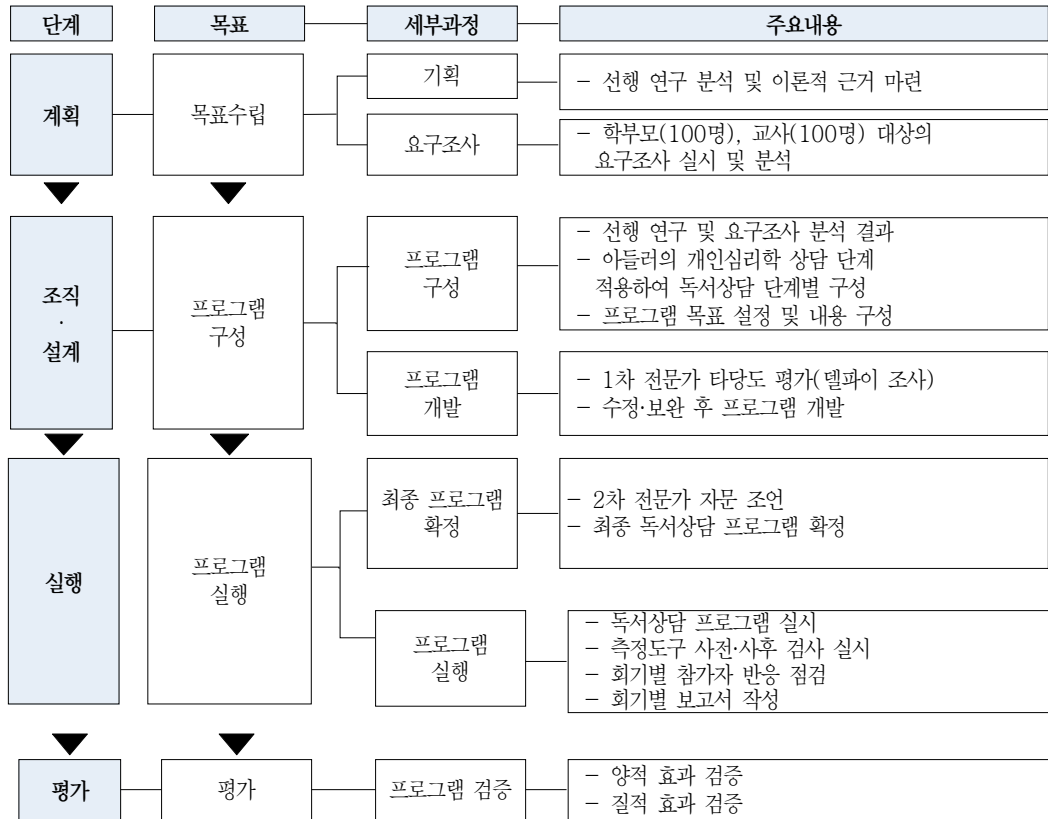 단계
목표
세부과정
주요내용
계획
목표수립
기획
- 선행 연구 분석 및 이론적 근거 마련
요구조사
- 학부모(100명), 교사(100명) 대상의
요구조사 실시 및 분석
조직
·
설계
프로그램
구성
프로그램
구성
- 선행 연구 및 요구조사 분석 결과
- 아들러의 개인심리학 상담 단계
적용하여 독서상담 단계별 구성
- 프로그램 목표 설정 및 내용 구성
프로그램
개발
- 1차 전문가 타당도 평가(델파이 조사)
- 수정·보완 후 프로그램 개발
실행
프로그램
실행
최종 프로그램
확정
- 2차 전문가 자문 조언
- 최종 독서상담 프로그램 확정
프로그램
실행
- 독서상담 프로그램 실시
- 측정도구 사전·사후 검사 실시
- 회기별 참가자 반응 점검
- 회기별 보고서 작성
평가
평가
프로그램 검증
- 양적 효과 검증
- 질적 효과 검증